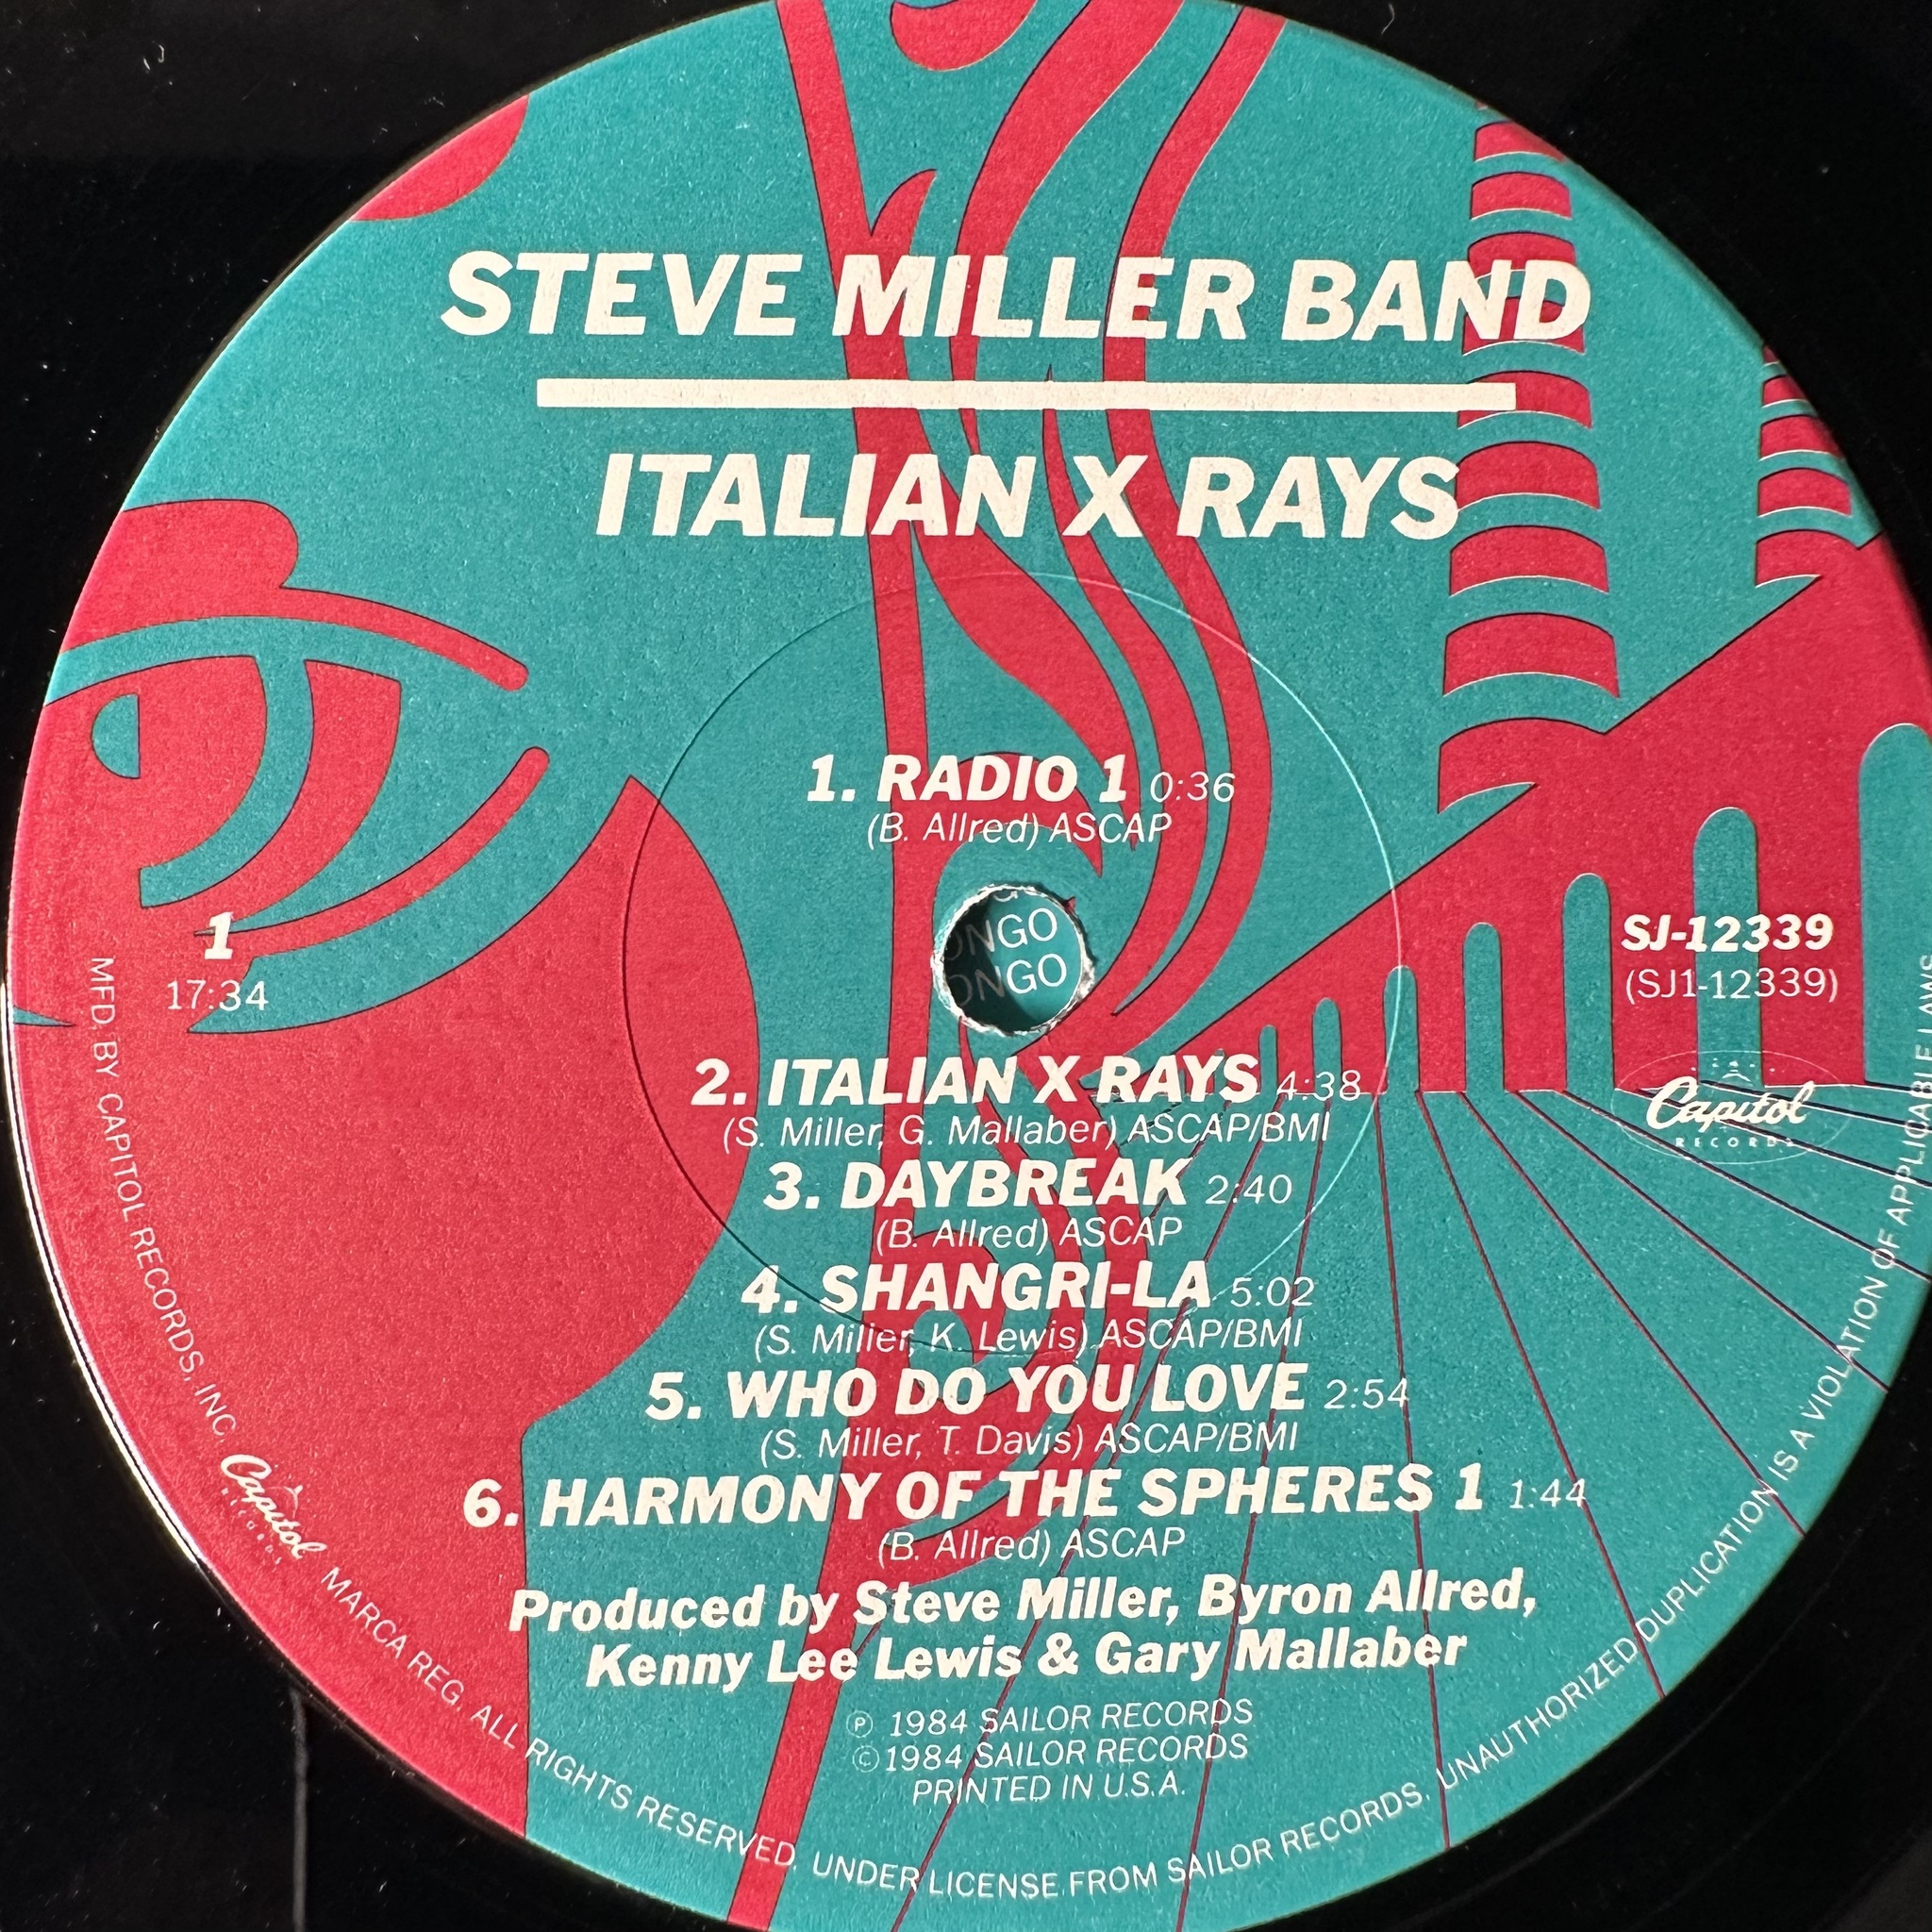 STEVE MILLER BAND
ITALIAN X RAYS
1. RADIO 1 0:36
(B. Allred) ASCAP
ONGO
ONGO
1
17:34
SJ-12339
(SJ1-12339)
Capitol
RECORDS
2. ITALIAN X RAYS 4:38
(S. Miller, G. Mallaber) ASCAP/BMI
3. DAYBREAK 2:40
(B. Allred) ASCAP
4. SHANGRI-LA 5:02
(S. Miller, K. Lewis) ASCAP/BMI
5. WHO DO YOU LOVE 2:54
(S. Miller, T. Davis) ASCAP/BMI
6. HARMONY OF THE SPHERES 1 1:44
(B. Allred) ASCAP
Produced by Steve Miller, Byron Allred,
Kenny Lee Lewis & Gary Mallaber
Ⓟ 1984 SAILOR RECORDS
© 1984 SAILOR RECORDS
PRINTED IN U.S.A.
MFD. BY CAPITOL RECORDS, INC. Capitol RECORDS MARCA REG. ALL RIGHTS RESERVED. UNDER LICENSE FROM SAILOR RECORDS. UNAUTHORIZED DUPLICATION IS A VIOLATION OF APPLICABLE LAWS